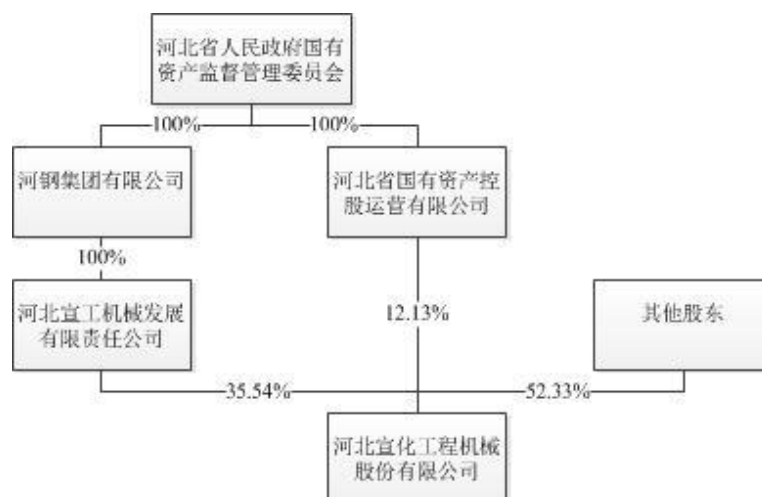 河北省人民政府国有
资产监督管理委员会
100%
100%
河钢集团有限公司
河北省国有资产控
股运营有限公司
100%
河北宣工机械发展
有限责任公司
12.13%
其他股东
35.54%
52.33%
河北宣化工程机械
股份有限公司